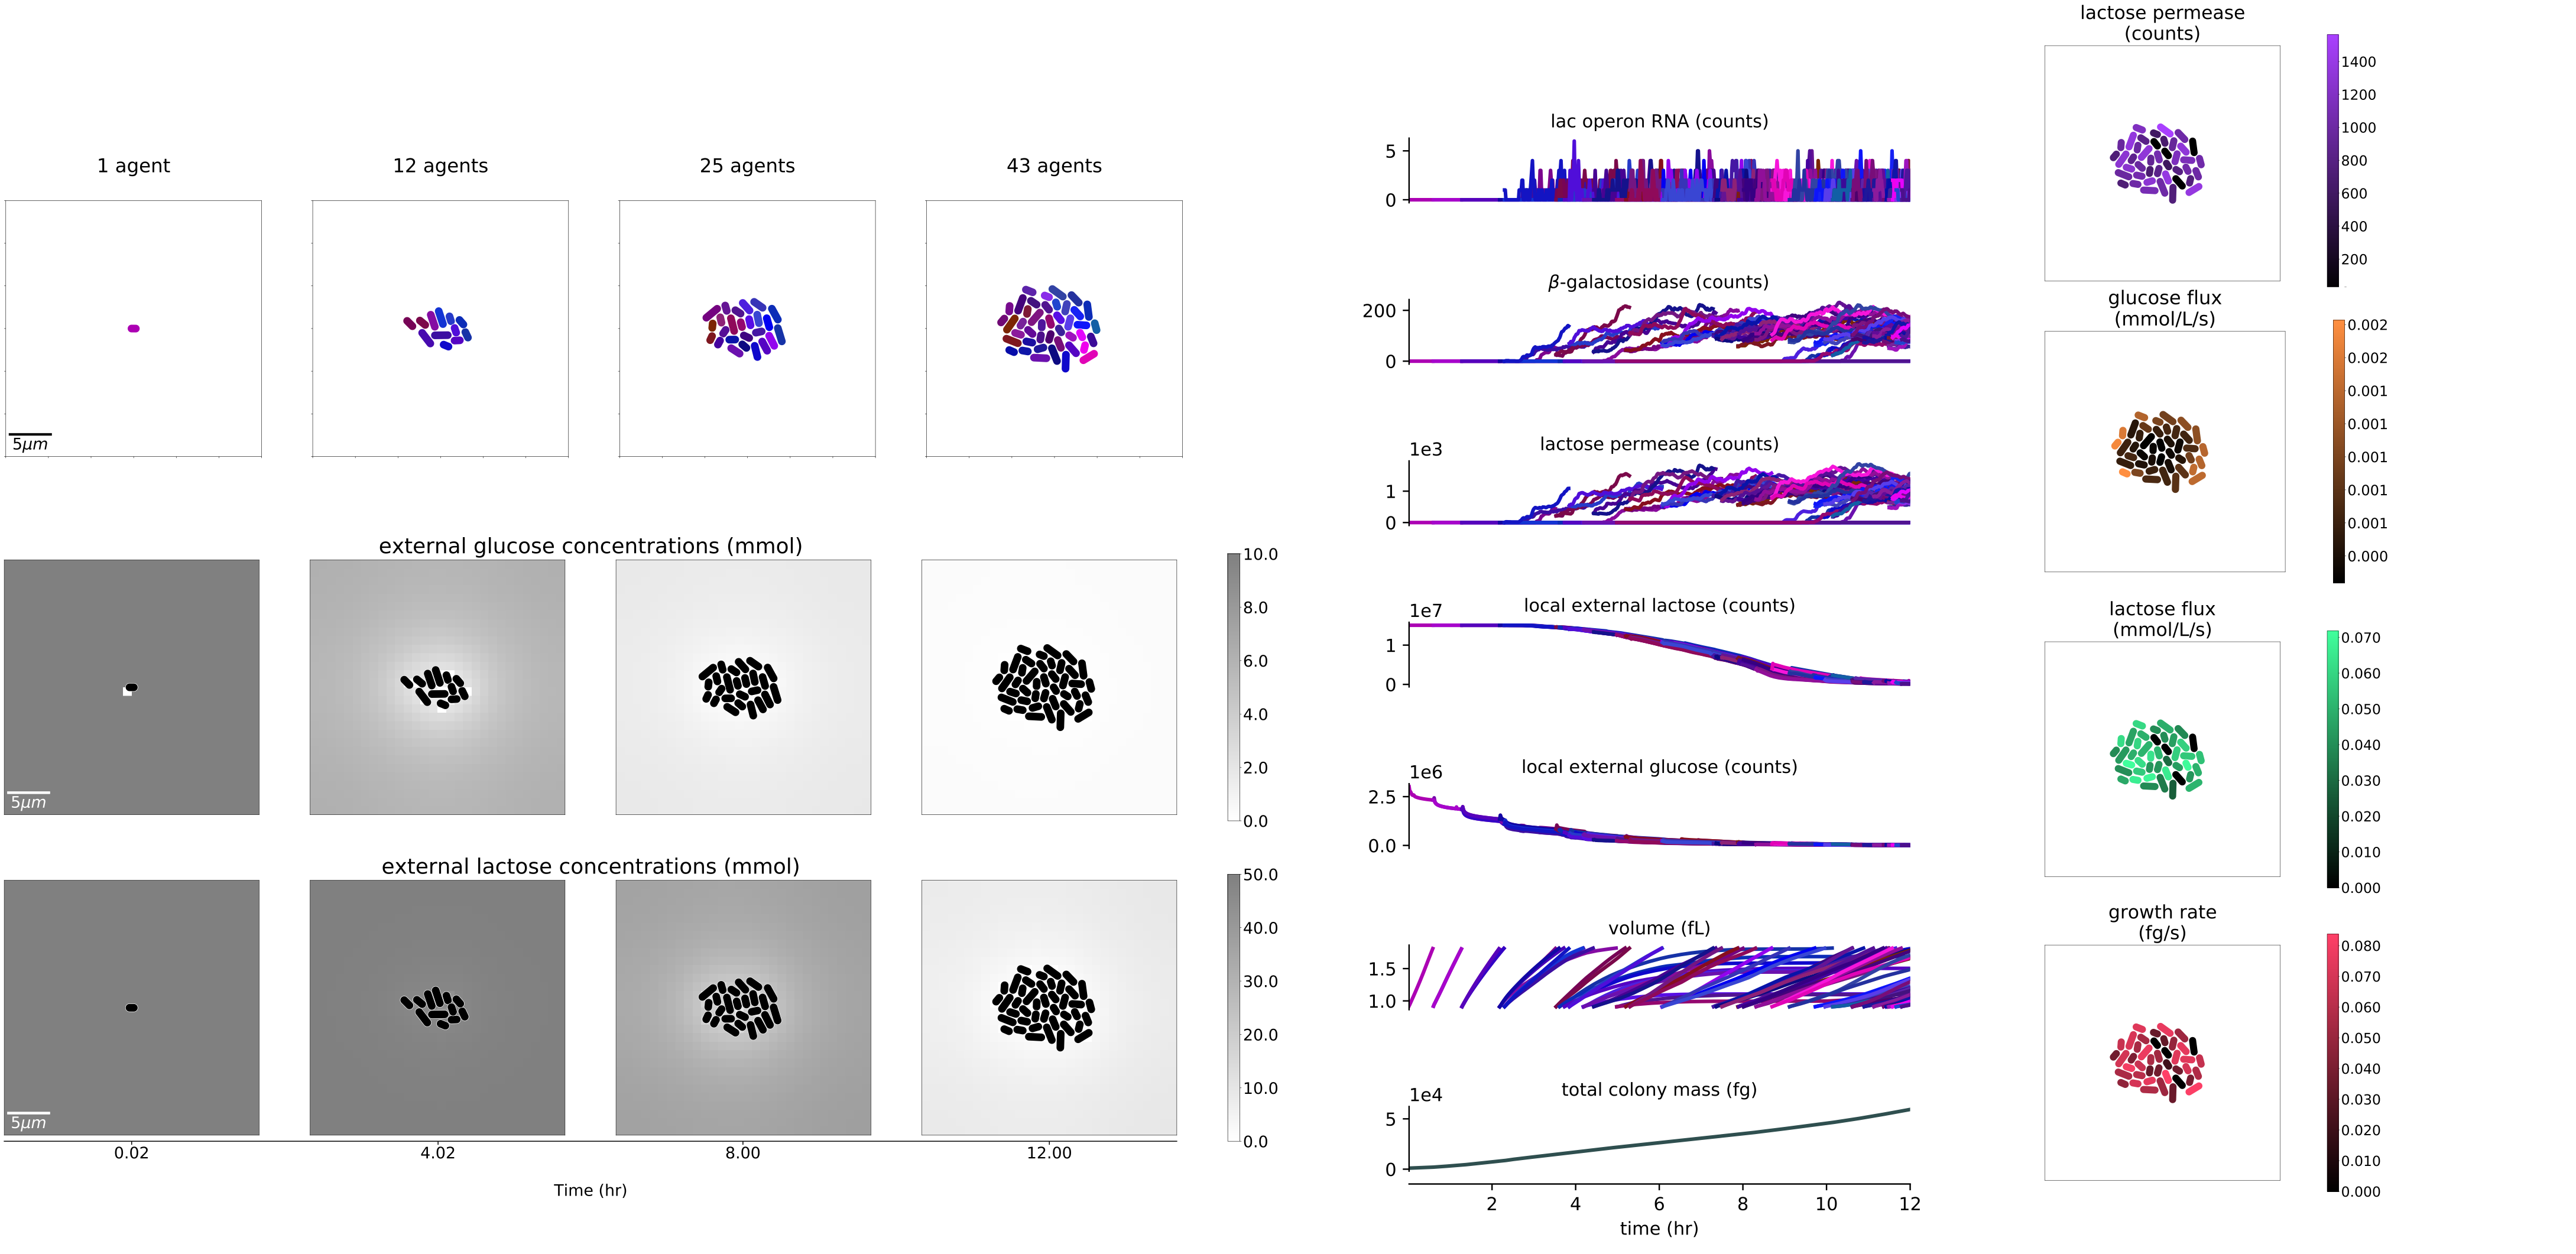 1 agent
12 agents
25 agents
43 agents
5μm
external glucose concentrations (mmol)
5μm
10.0
8.0
6.0
4.0
2.0
0.0
external lactose concentrations (mmol)
5μm
50.0
40.0
30.0
20.0
10.0
0.0
0.02
4.02
8.00
12.00
Time (hr)
lac operon RNA (counts)
5
0
β-galactosidase (counts)
200
0
lactose permease (counts)
1e3
1
0
local external lactose (counts)
1e7
1
0
local external glucose (counts)
1e6
2.5
0.0
volume (fL)
1.5
1.0
total colony mass (fg)
1e4
5
0
2
4
6
8
10
12
time (hr)
lactose permease
(counts)
1400
1200
1000
800
600
400
200
glucose flux
(mmol/L/s)
0.002
0.002
0.001
0.001
0.001
0.001
0.001
0.000
lactose flux
(mmol/L/s)
0.070
0.060
0.050
0.040
0.030
0.020
0.010
0.000
growth rate
(fg/s)
0.080
0.070
0.060
0.050
0.040
0.030
0.020
0.010
0.000